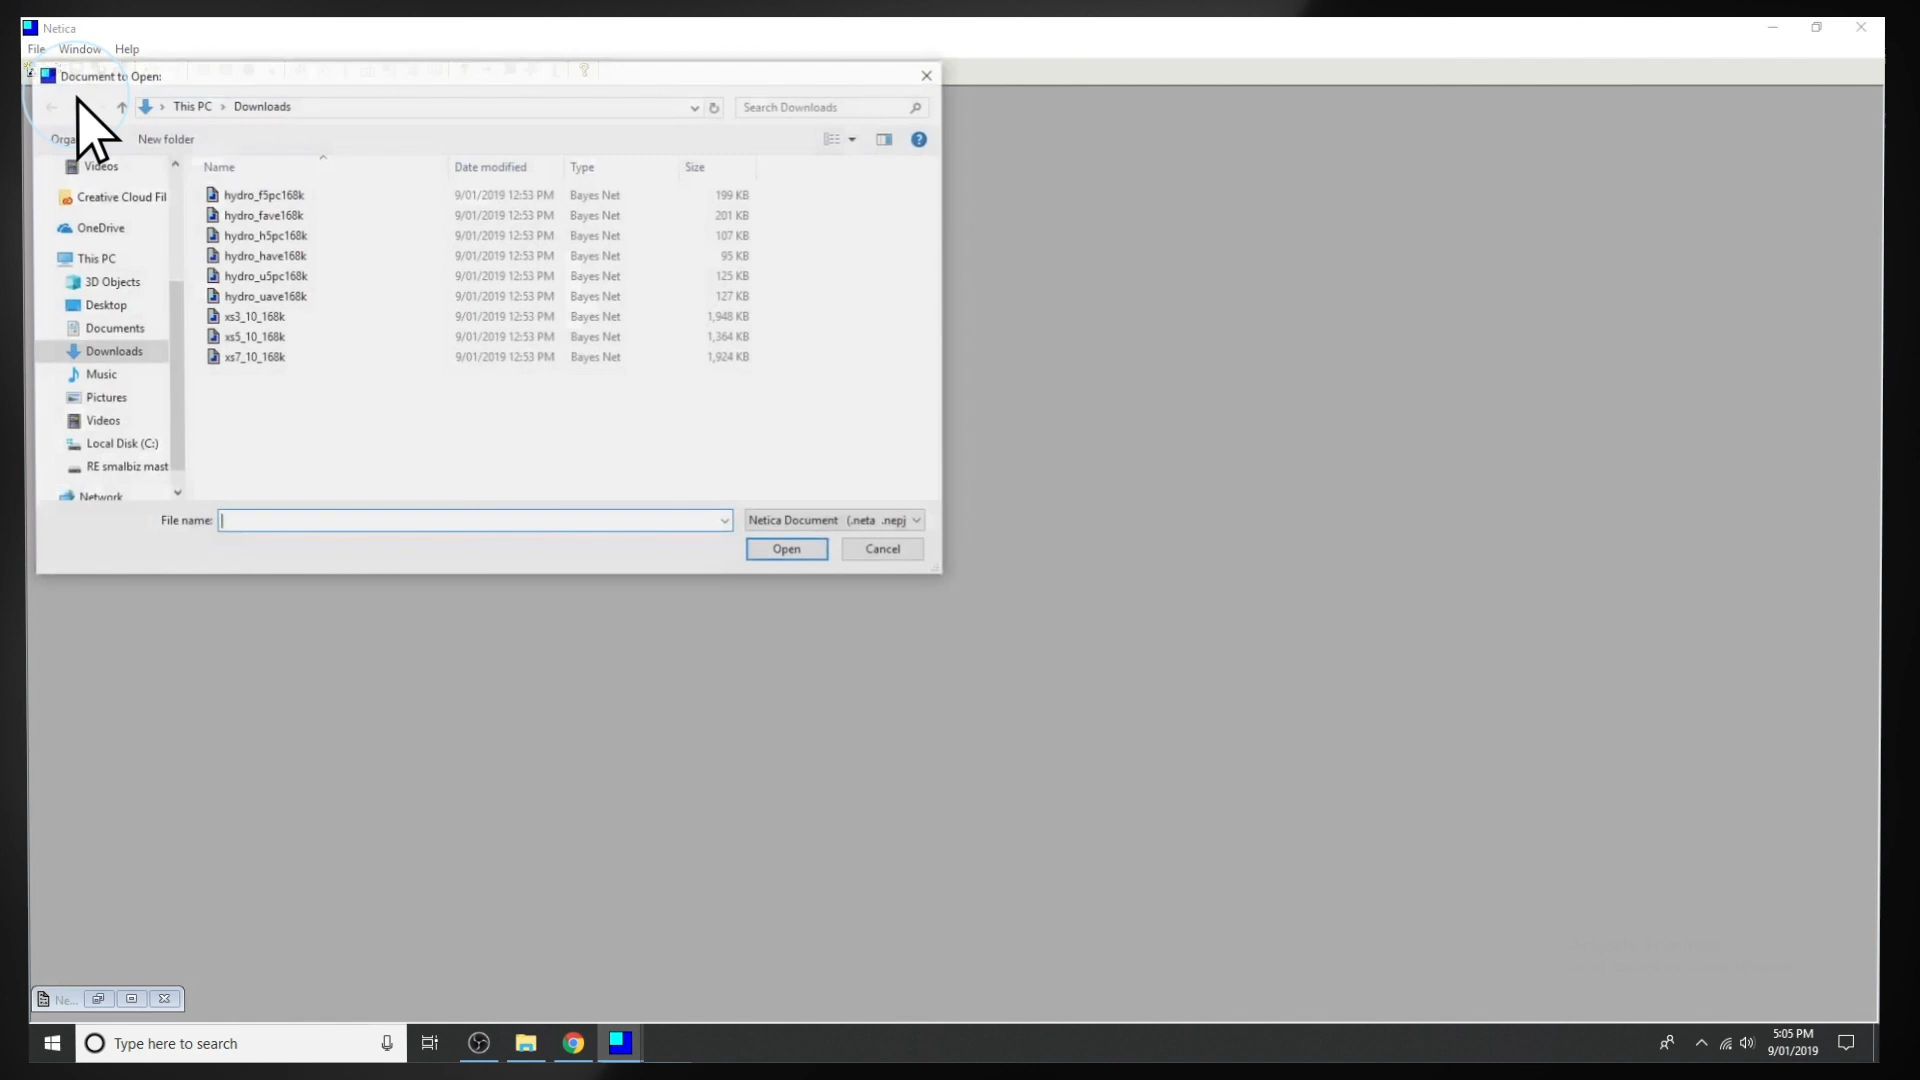 Netica
File Window Help
Document to Open:
This PC > Downloads
Search Downloads
New folder
Name
Date modified
Type
Size
hydro_f5pc168k 9/01/2019 12:53 PM Bayes Net 199 KB
hydro_fave168k 9/01/2019 12:53 PM Bayes Net 201 KB
hydro_h5pc168k 9/01/2019 12:53 PM Bayes Net 107 KB
hydro_have168k 9/01/2019 12:53 PM Bayes Net 95 KB
hydro_u5pc168k 9/01/2019 12:53 PM Bayes Net 125 KB
hydro_uave168k 9/01/2019 12:53 PM Bayes Net 127 KB
xs3_10_168k 9/01/2019 12:53 PM Bayes Net 1,948 KB
xs5_10_168k 9/01/2019 12:53 PM Bayes Net 1,364 KB
xs7_10_168k 9/01/2019 12:53 PM Bayes Net 1,924 KB
Videos
Creative Cloud Fil
OneDrive
This PC
3D Objects
Desktop
Documents
Downloads
Music
Pictures
Videos
Local Disk (C:)
RE smalbiz mast
Network
File name:
Netica Document (.neta .nepj
Open
Cancel
Ne...
Type here to search
5:05 PM
9/01/2019